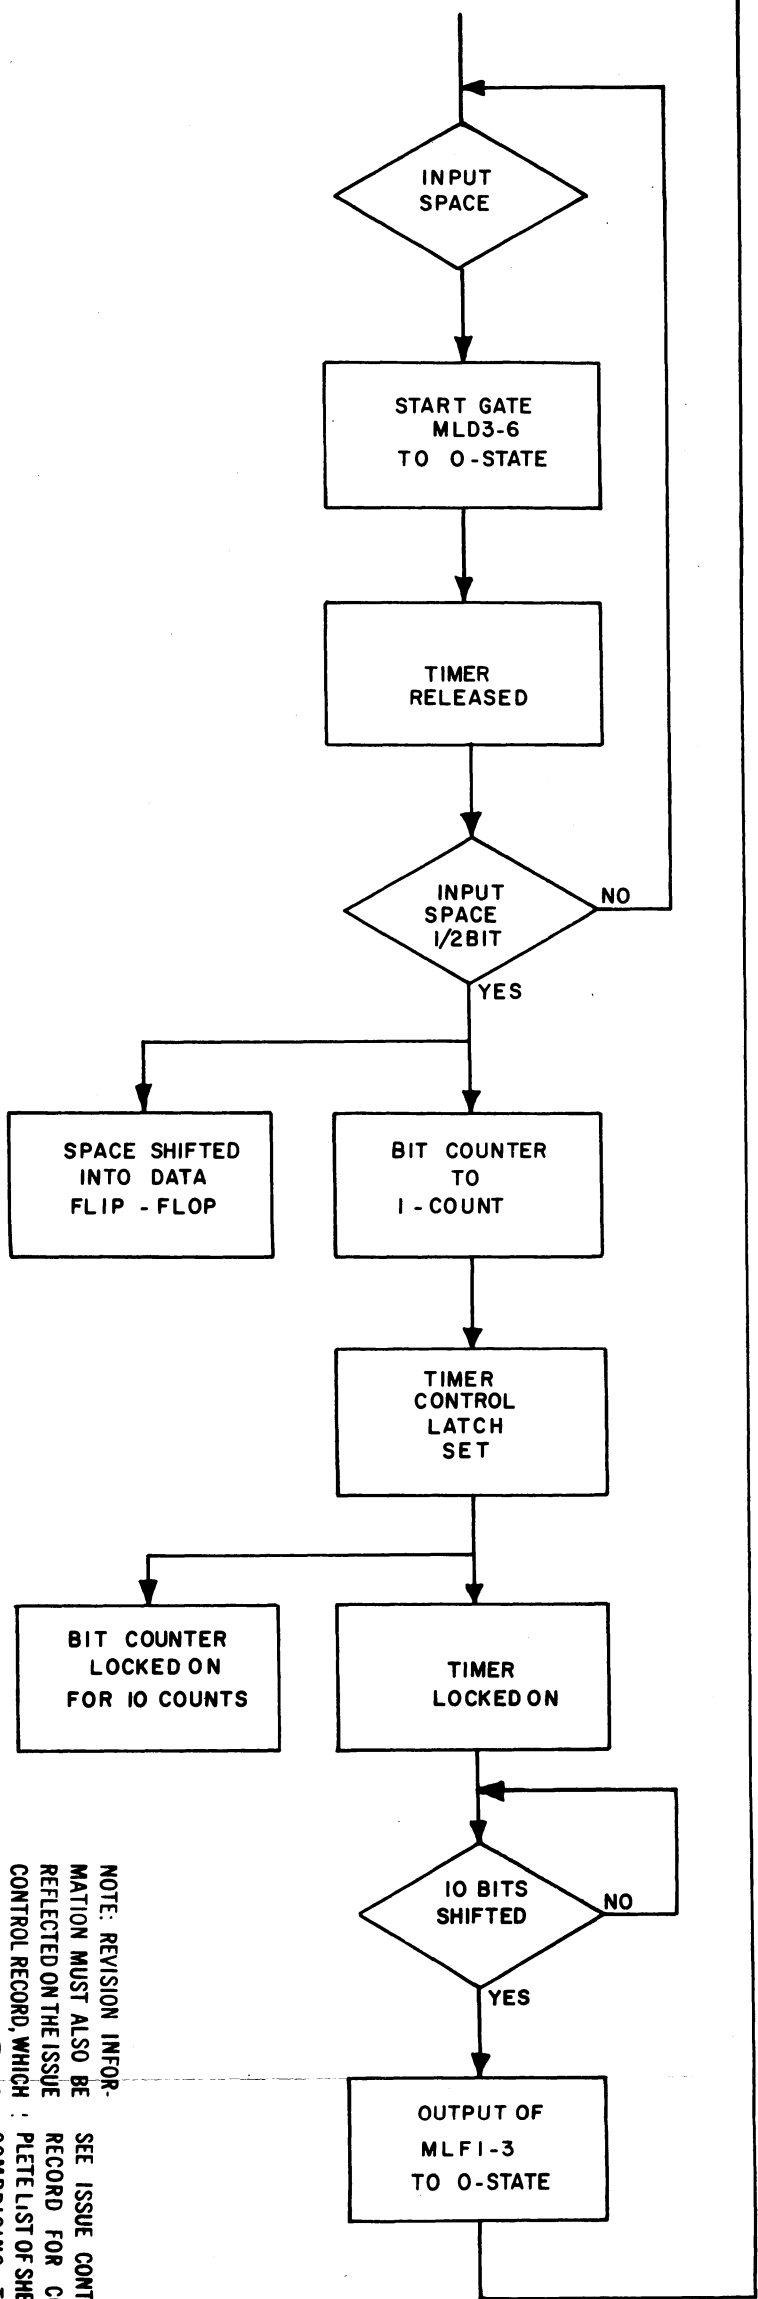 INPUT
SPACE
START GATE
MLD3-6
TO 0-STATE
TIMER
RELEASED
INPUT
SPACE
1/2BIT
NO
YES
SPACE SHIFTED
INTO DATA
FLIP - FLOP
BIT COUNTER
TO
1 - COUNT
TIMER
CONTROL
LATCH
SET
BIT COUNTER
LOCKED ON
FOR 10 COUNTS
TIMER
LOCKED ON
10 BITS
SHIFTED
NO
YES
OUTPUT OF
MLF1-3
TO 0-STATE
NOTE: REVISION INFOR-
MATION MUST ALSO BE
REFLECTED ON THE ISSUE
CONTROL RECORD, WHICH
SEE ISSUE CONT
RECORD FOR
PLETE LIST OF SHE